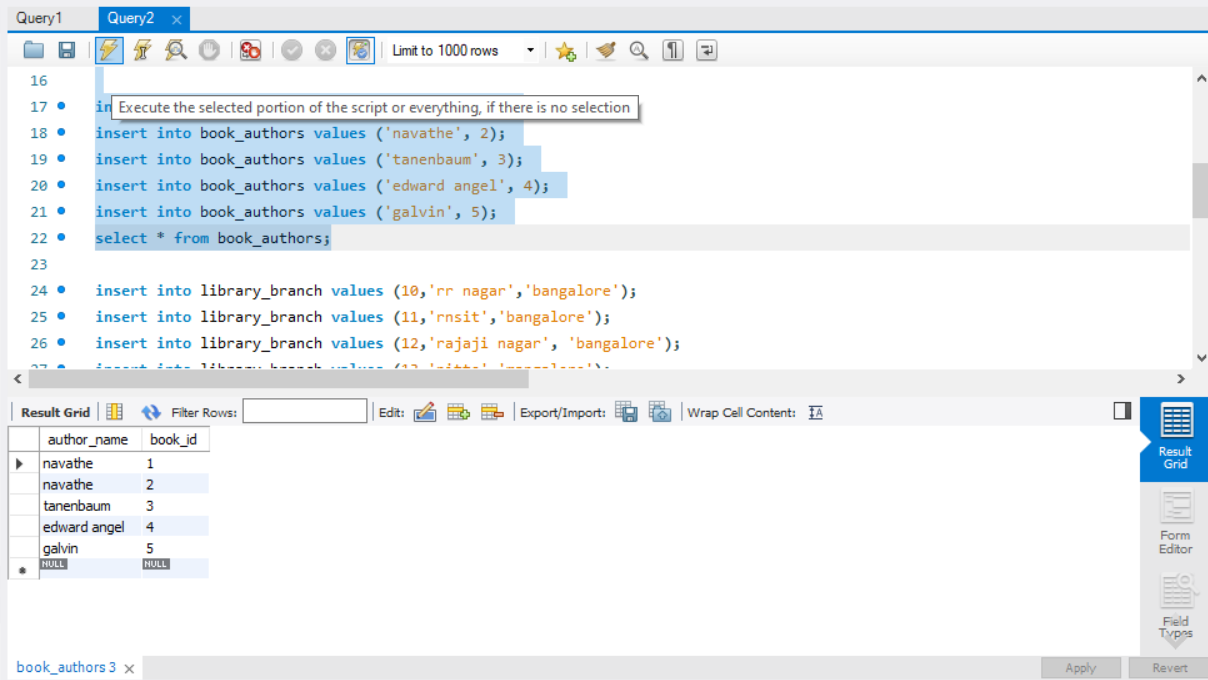 Query1 Query2
Limit to 1000 rows
16
17 in
Execute the selected portion of the script or everything, if there is no selection
18 insert into book_authors values ('navathe', 2);
19 insert into book_authors values ('tanenbaum', 3);
20 insert into book_authors values ('edward angel', 4);
21 insert into book_authors values ('galvin', 5);
22 select * from book_authors;
23
24 insert into library_branch values (10,'rr nagar','bangalore');
25 insert into library_branch values (11,'rnsit','bangalore');
26 insert into library_branch values (12,'rajaji nagar', 'bangalore');
Result Grid Filter Rows: Edit: Export/Import: Wrap Cell Content:
author_name book_id
navathe 1
navathe 2
tanenbaum 3
edward angel 4
galvin 5
NULL NULL
Result
Grid
Form
Editor
Field
Types
book_authors 3 Apply Revert